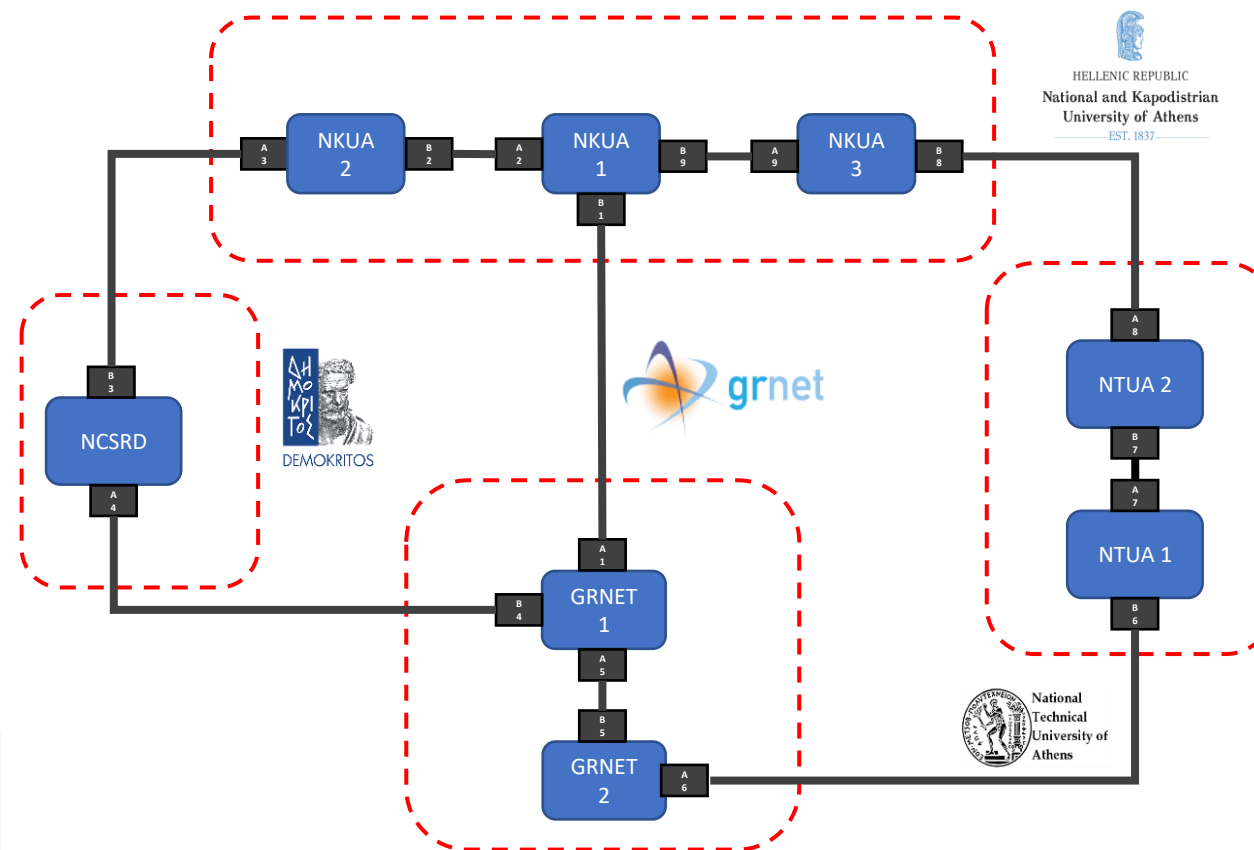 HELLENIC REPUBLIC
National and Kapodistrian
University of Athens
EST. 1837
A
3
NKUA
2
B
2
A
2
NKUA
1
B
9
A
9
NKUA
3
B
8
B
1
A
8
NTUA 2
B
7
A
7
NTUA 1
B
6
B
3
NCSRD
A
4
ΔΗ
ΜΟ
ΚΡΙ
ΤΟΣ
DEMOKRITOS
grnet
A
1
B
4
GRNET
1
A
5
B
5
GRNET
2
A
6
National
Technical
University of
Athens